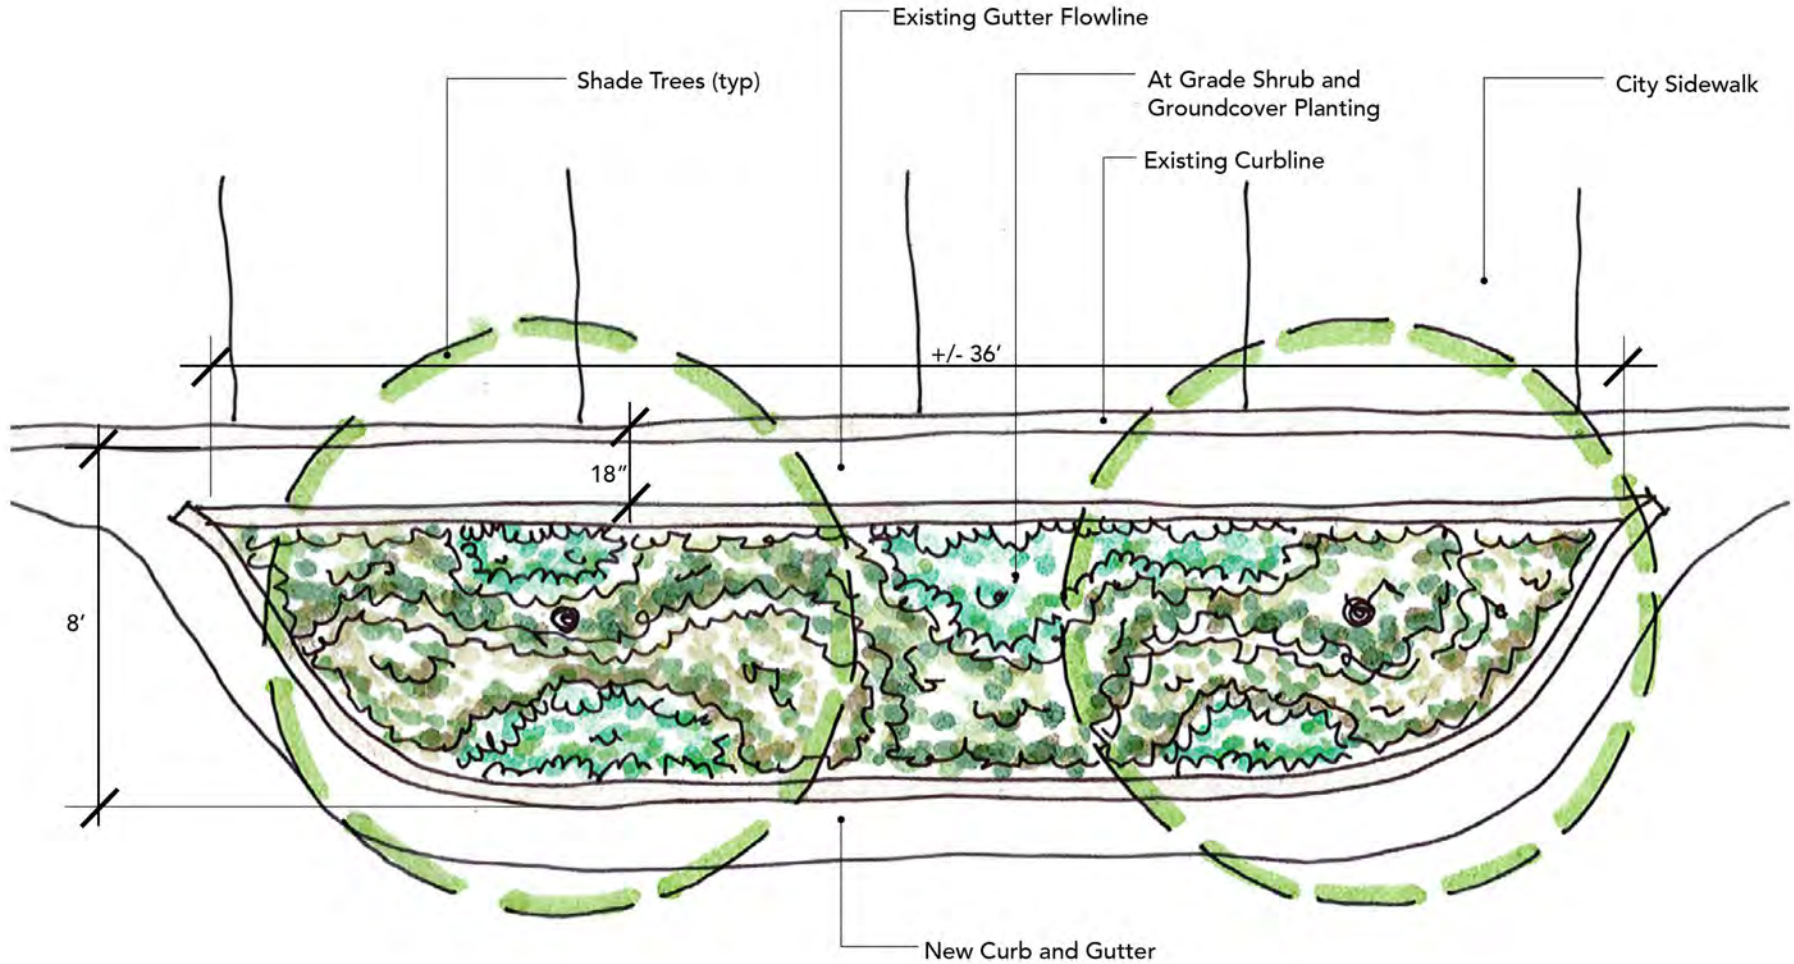 Existing Gutter Flowline
Shade Trees (typ)
At Grade Shrub and
Groundcover Planting
City Sidewalk
Existing Curbline
+/- 36’
18”
8’
New Curb and Gutter